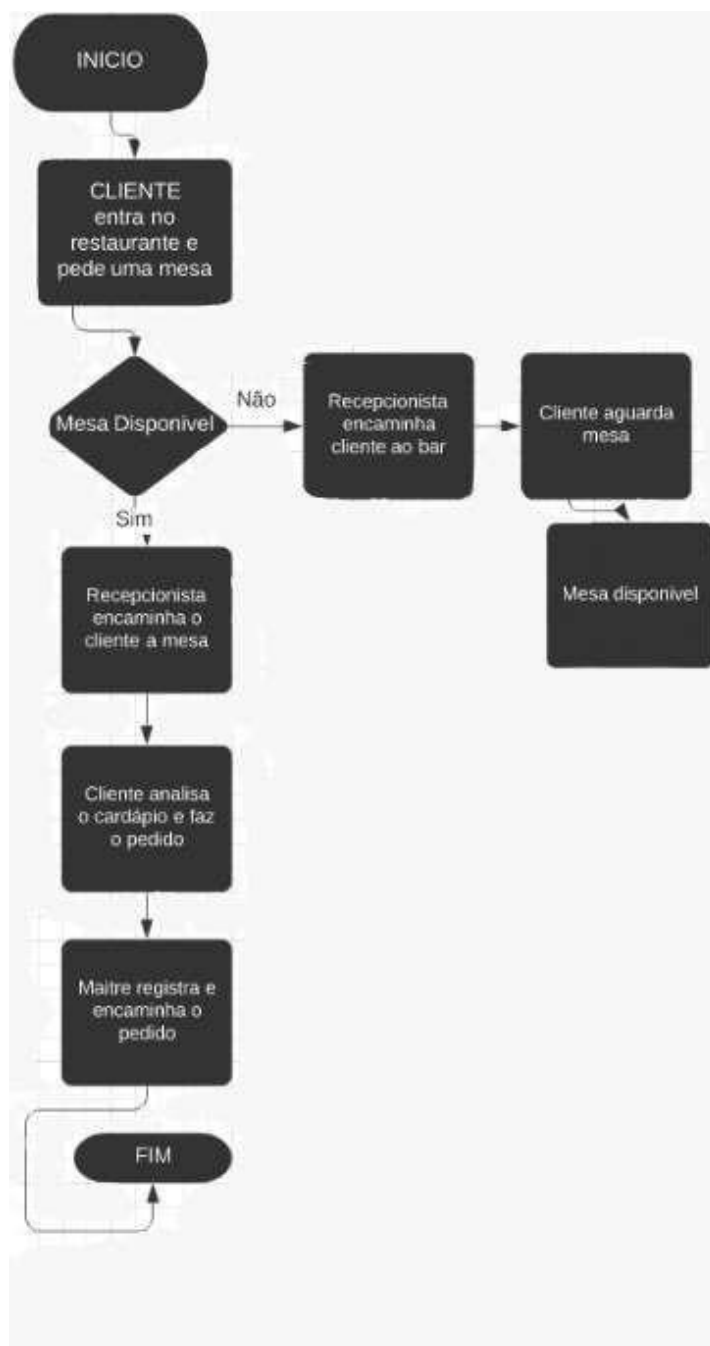 INICIO
CLIENTE
entra no
restaurante e
pede uma mesa
Mesa Disponivel
Não
Recepcionista
encaminha
cliente ao bar
Cliente aguarda
mesa
Mesa disponivel
Sim
Recepcionista
encaminha o
cliente a mesa
Cliente analisa
o cardápio e faz
o pedido
Maitre registra e
encaminha o
pedido
FIM